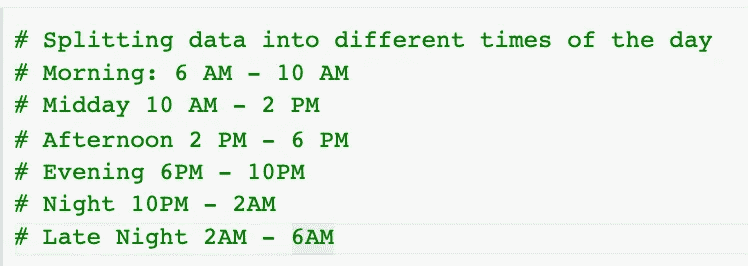 # Splitting data into different times of the day
# Morning: 6 AM - 10 AM
# Midday 10 AM - 2 PM
# Afternoon 2 PM - 6 PM
# Evening 6PM - 10PM
# Night 10PM - 2AM
# Late Night 2AM - 6AM